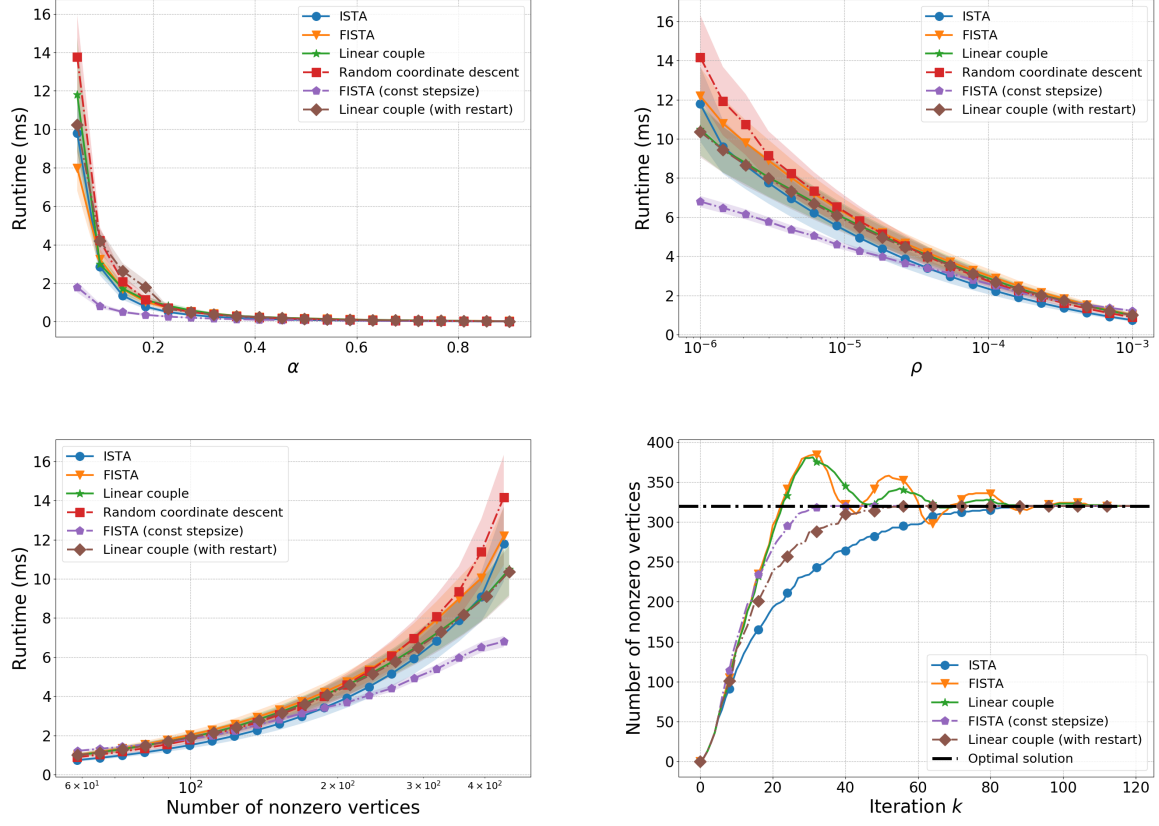 Runtime (ms)
16
14
12
10
8
6
4
2
0
0.2
0.4
0.6
0.8
α
ISTA
FISTA
Linear couple
Random coordinate descent
FISTA (const stepsize)
Linear couple (with restart)
Runtime (ms)
16
14
12
10
8
6
4
2
0
10⁻⁶
10⁻⁵
10⁻⁴
10⁻³
ρ
ISTA
FISTA
Linear couple
Random coordinate descent
FISTA (const stepsize)
Linear couple (with restart)
Runtime (ms)
16
14
12
10
8
6
4
2
0
6 × 10¹
10²
2 × 10²
3 × 10²
4 × 10²
Number of nonzero vertices
ISTA
FISTA
Linear couple
Random coordinate descent
FISTA (const stepsize)
Linear couple (with restart)
Number of nonzero vertices
400
350
300
250
200
150
100
50
0
0
20
40
60
80
100
120
Iteration k
ISTA
FISTA
Linear couple
FISTA (const stepsize)
Linear couple (with restart)
Optimal solution